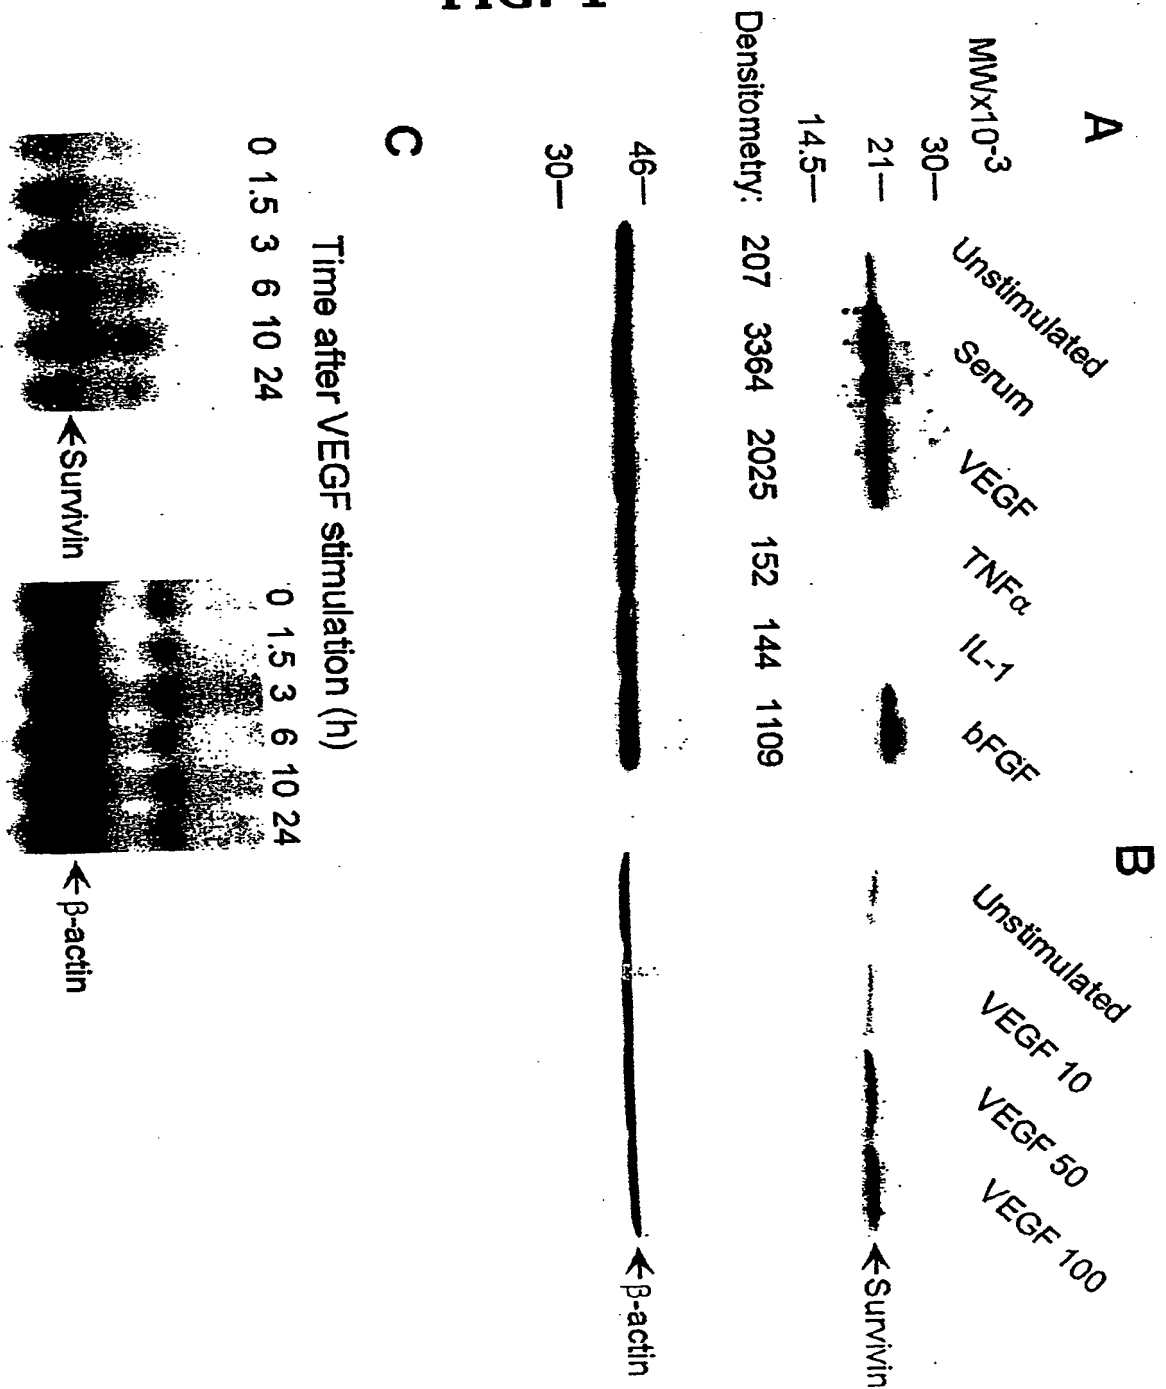 FIG. 1
A
B
MWx10-3
Unstimulated
Serum
VEGF
TNFα
IL-1
bFGF
Unstimulated
VEGF 10
VEGF 50
VEGF 100
30—
21—
14.5—
←Survivin
Densitometry: 207 3364 2025 152 144 1109
46—
30—
←β-actin
C
Time after VEGF stimulation (h)
0 1.5 3 6 10 24
0 1.5 3 6 10 24
←Survivin
←β-actin